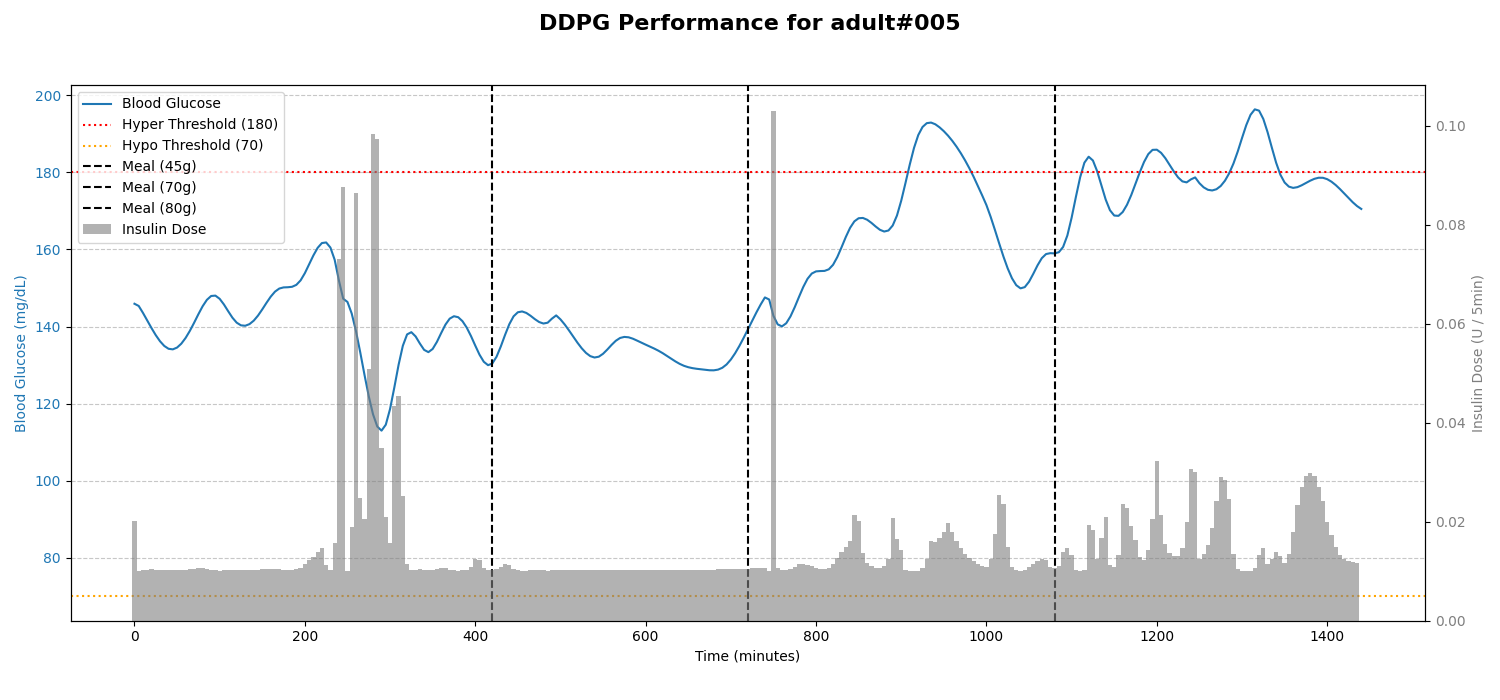 DDPG Performance for adult#005
Blood Glucose
Hyper Threshold (180)
Hypo Threshold (70)
Meal (45g)
Meal (70g)
Meal (80g)
Insulin Dose
Blood Glucose (mg/dL)
200
180
160
140
120
100
80
0
200
400
600
800
1000
1200
1400
Time (minutes)
0.10
0.08
0.06
0.04
0.02
0.00
Insulin Dose (U / 5min)